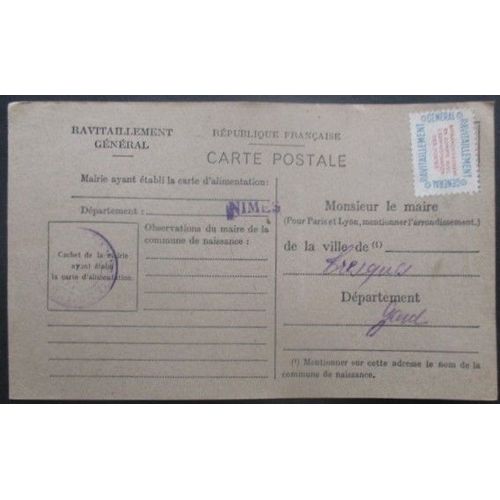 RAVITAILLEMENT
GÉNÉRAL
RÉPUBLIQUE FRANÇAISE
CARTE POSTALE
Mairie ayant établi la carte d'alimentation:
Département :
NIMES
Observations du maire de la
commune de naissance :
Cachet de la mairie
ayant établi
la carte d'alimentation.
RAVITAILLEMENT
GÉNÉRAL
RAVITAILLEMENT
GÉNÉRAL
Monsieur le maire
(Pour Paris et Lyon, mentionner l'arrondissement.)
de la ville de (1)
Tresques
Département
Gard
(1) Mentionner sur cette adresse le nom de la
commune de naissance.